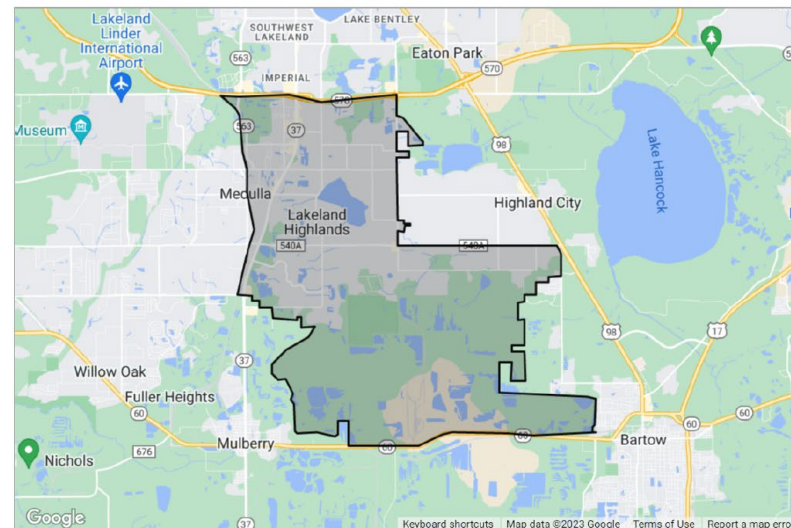 Lakeland
Linder
International
Airport
563
SOUTHWEST
LAKELAND
LAKE BENTLEY
Eaton Park
IMPERIAL
570
570
Museum
563
37
98
Lake Hancock
Medulla
Lakeland
Highlands
Highland City
540A
540A
98
17
37
Willow Oak
Fuller Heights
60
Mulberry
676
60
60
60
60
Bartow
Nichols
Google
Keyboard shortcuts Map data ©2023 Google Terms of Use Report a map erro